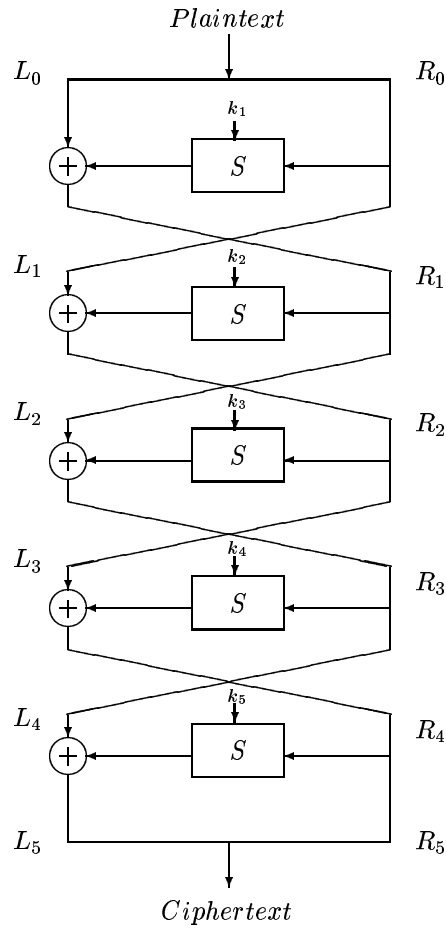 Plaintext
L0 R0
k1
S
L1 R1
k2
S
L2 R2
k3
S
L3 R3
k4
S
L4 R4
k5
S
L5 R5
Ciphertext